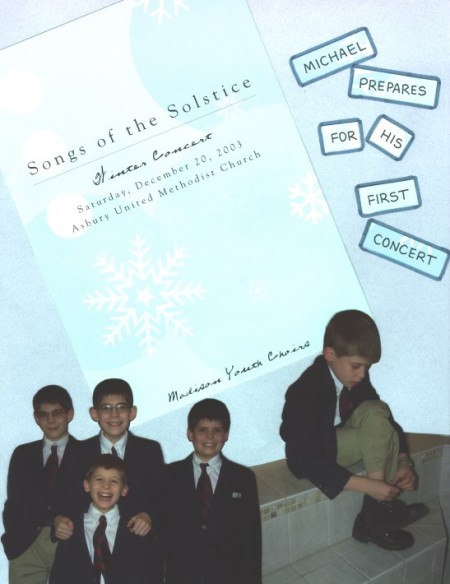 Songs of the Solstice
Winter Concert
Saturday, December 20, 2003
Asbury United Methodist Church
Madison Youth Choirs
MICHAEL
PREPARES
FOR HIS
FIRST
CONCERT